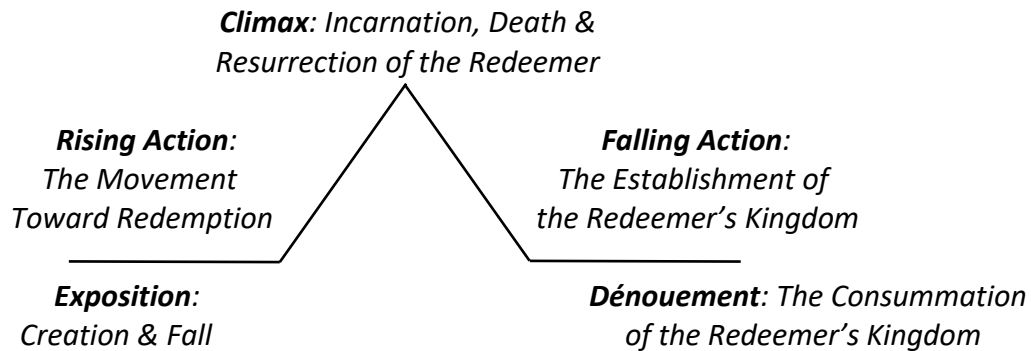 Climax: Incarnation, Death &
Resurrection of the Redeemer
Rising Action:
The Movement
Toward Redemption
Falling Action:
The Establishment of
the Redeemer’s Kingdom
Exposition:
Creation & Fall
Dénouement: The Consummation
of the Redeemer’s Kingdom